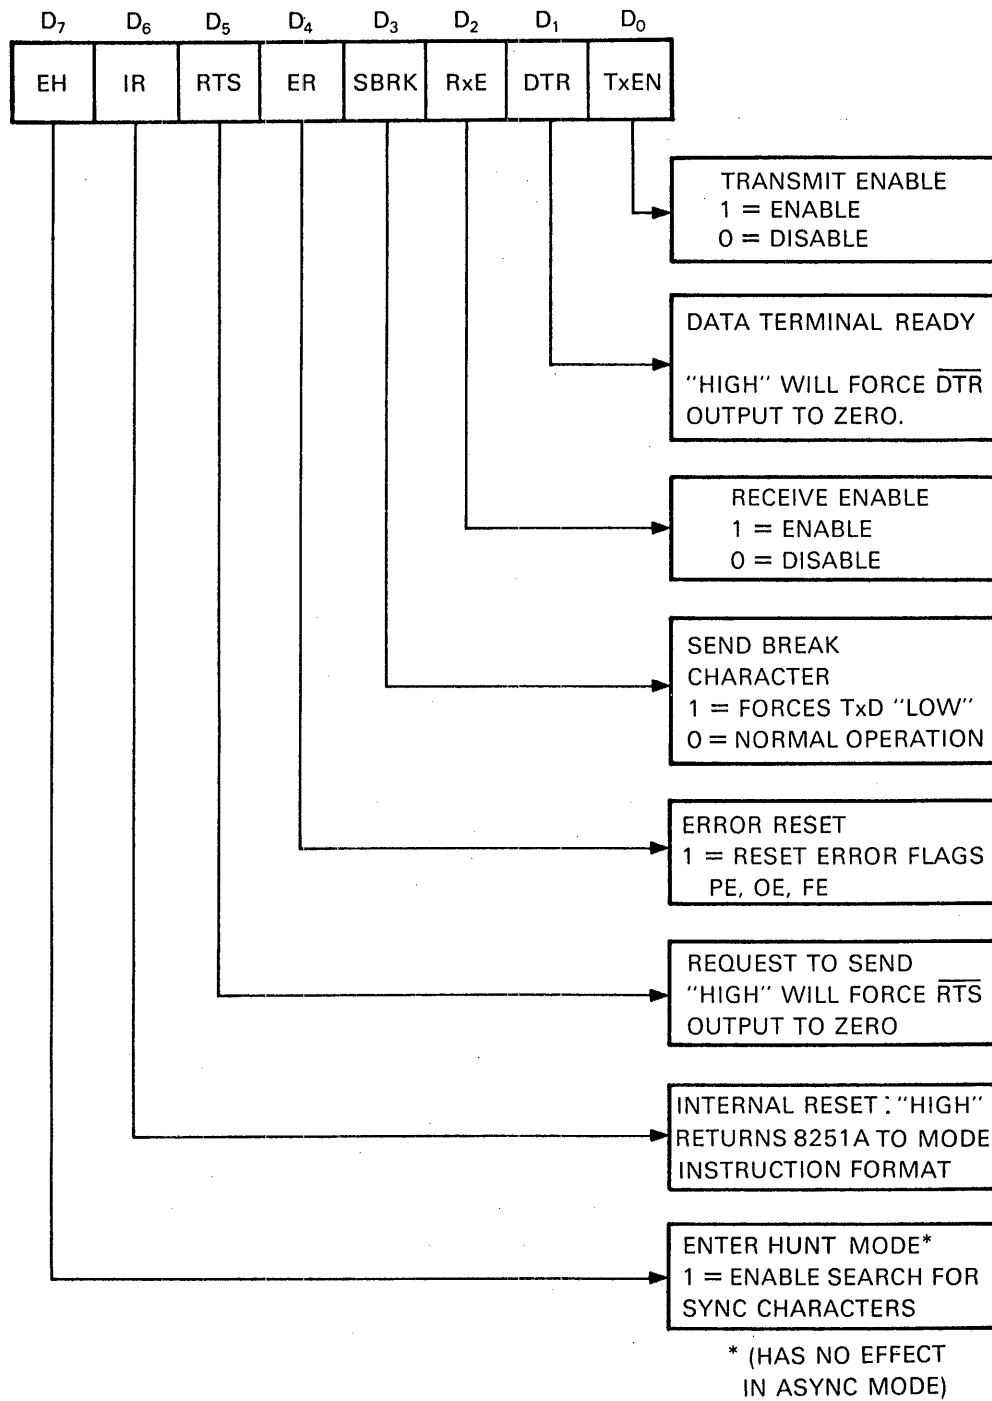 D7 D6 D5 D4 D3 D2 D1 D0
EH IR RTS ER SBRK RxE DTR TxEN
TRANSMIT ENABLE
1 = ENABLE
0 = DISABLE
DATA TERMINAL READY
"HIGH" WILL FORCE D̅T̅R̅
OUTPUT TO ZERO.
RECEIVE ENABLE
1 = ENABLE
0 = DISABLE
SEND BREAK
CHARACTER
1 = FORCES TxD "LOW"
0 = NORMAL OPERATION
ERROR RESET
1 = RESET ERROR FLAGS
PE, OE, FE
REQUEST TO SEND
"HIGH" WILL FORCE R̅T̅S̅
OUTPUT TO ZERO
INTERNAL RESET: "HIGH"
RETURNS 8251A TO MODE
INSTRUCTION FORMAT
ENTER HUNT MODE*
1 = ENABLE SEARCH FOR
SYNC CHARACTERS
* (HAS NO EFFECT
IN ASYNC MODE)